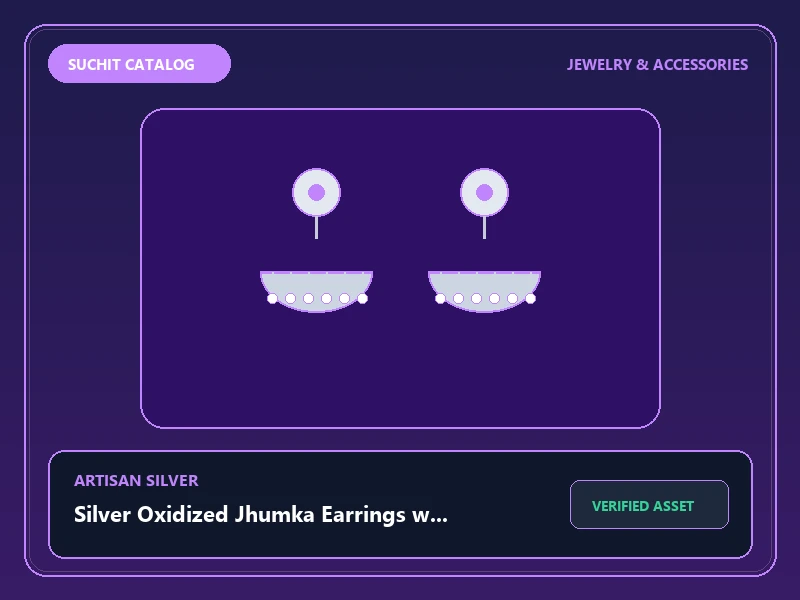 SUCHIT CATALOG
JEWELRY & ACCESSORIES
ARTISAN SILVER
Silver Oxidized Jhumka Earrings w...
VERIFIED ASSET